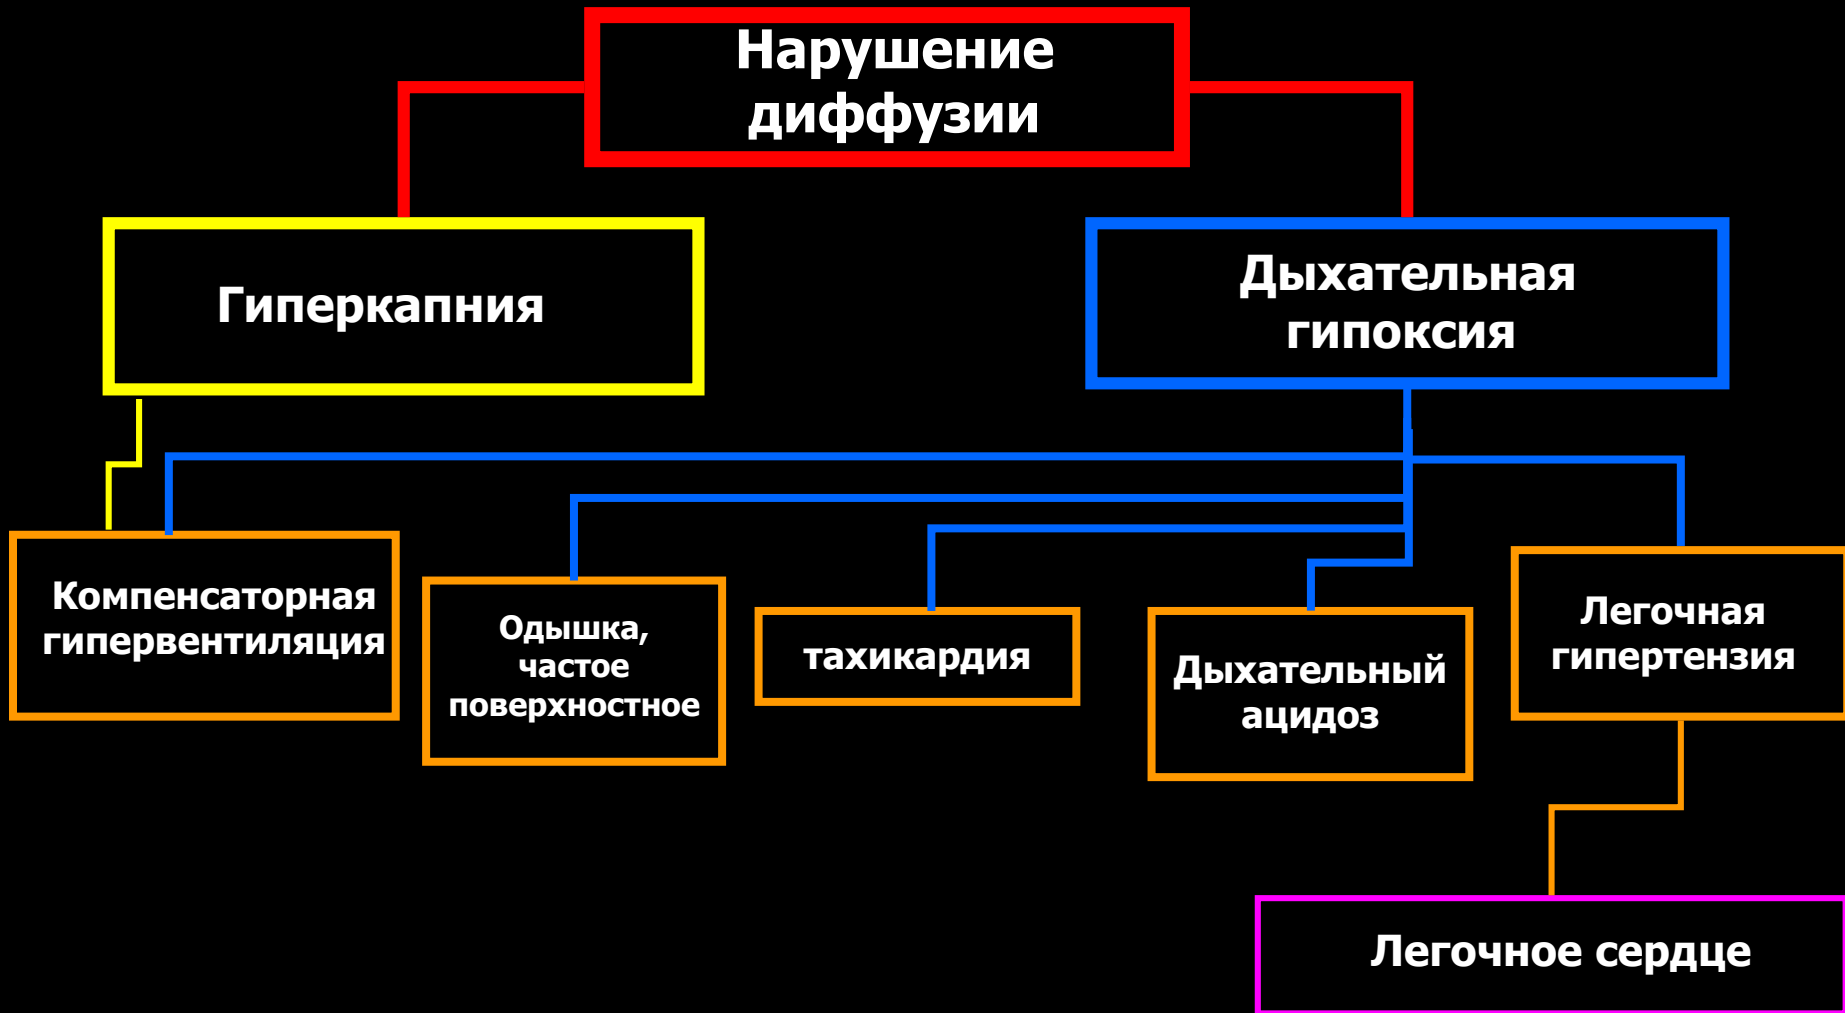 Нарушение
диффузии
Гиперкапния
Дыхательная
гипоксия
Компенсаторная
гипервентиляция
Одышка,
частое
поверхностное
тахикардия
Дыхательный
ацидоз
Легочная
гипертензия
Легочное сердце